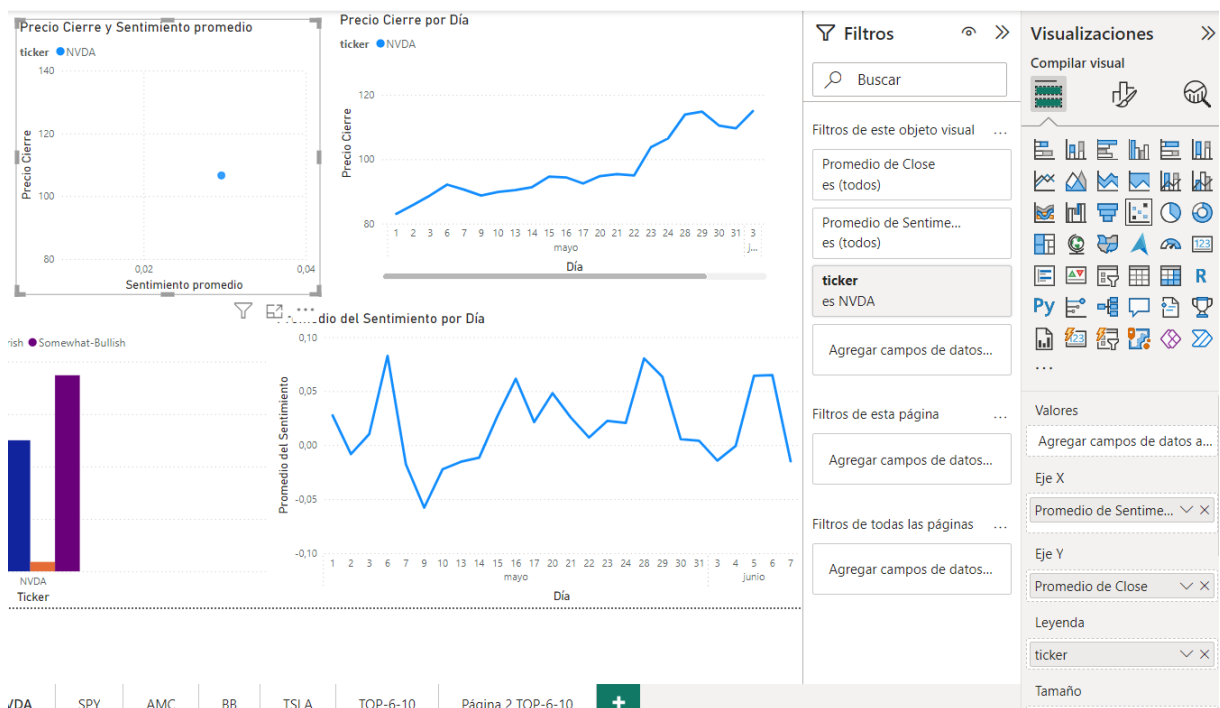 Precio Cierre y Sentimiento promedio
ticker NVDA
140
120
100
80
0,02
0,04
Precio Cierre
Sentimiento promedio
Precio Cierre por Día
ticker NVDA
120
100
80
Precio Cierre
1 2 3 6 7 9 10 13 14 15 16 17 20 21 22 23 24 28 29 30 31 3
mayo
j...
Día
rish Somewhat-Bullish
NVDA
Ticker
dio del Sentimiento por Día
0,10
0,05
0,00
-0,05
-0,10
Promedio del Sentimiento
1 2 3 6 7 9 10 13 14 15 16 17 20 21 22 23 24 28 29 30 31 3 4 5 6 7
mayo
junio
Día
Filtros
Buscar
Filtros de este objeto visual ...
Promedio de Close
es (todos)
Promedio de Sentime...
es (todos)
ticker
es NVDA
Agregar campos de datos...
Filtros de esta página ...
Agregar campos de datos...
Filtros de todas las páginas ...
Agregar campos de datos...
Visualizaciones
Compilar visual
123
R
Py
123
...
Valores
Agregar campos de datos a...
Eje X
Promedio de Sentime...
Eje Y
Promedio de Close
Leyenda
ticker
Tamaño
VDA
SPY
AMC
BB
TSLA
TOP-6-10
Página 2 TOP-6-10
+